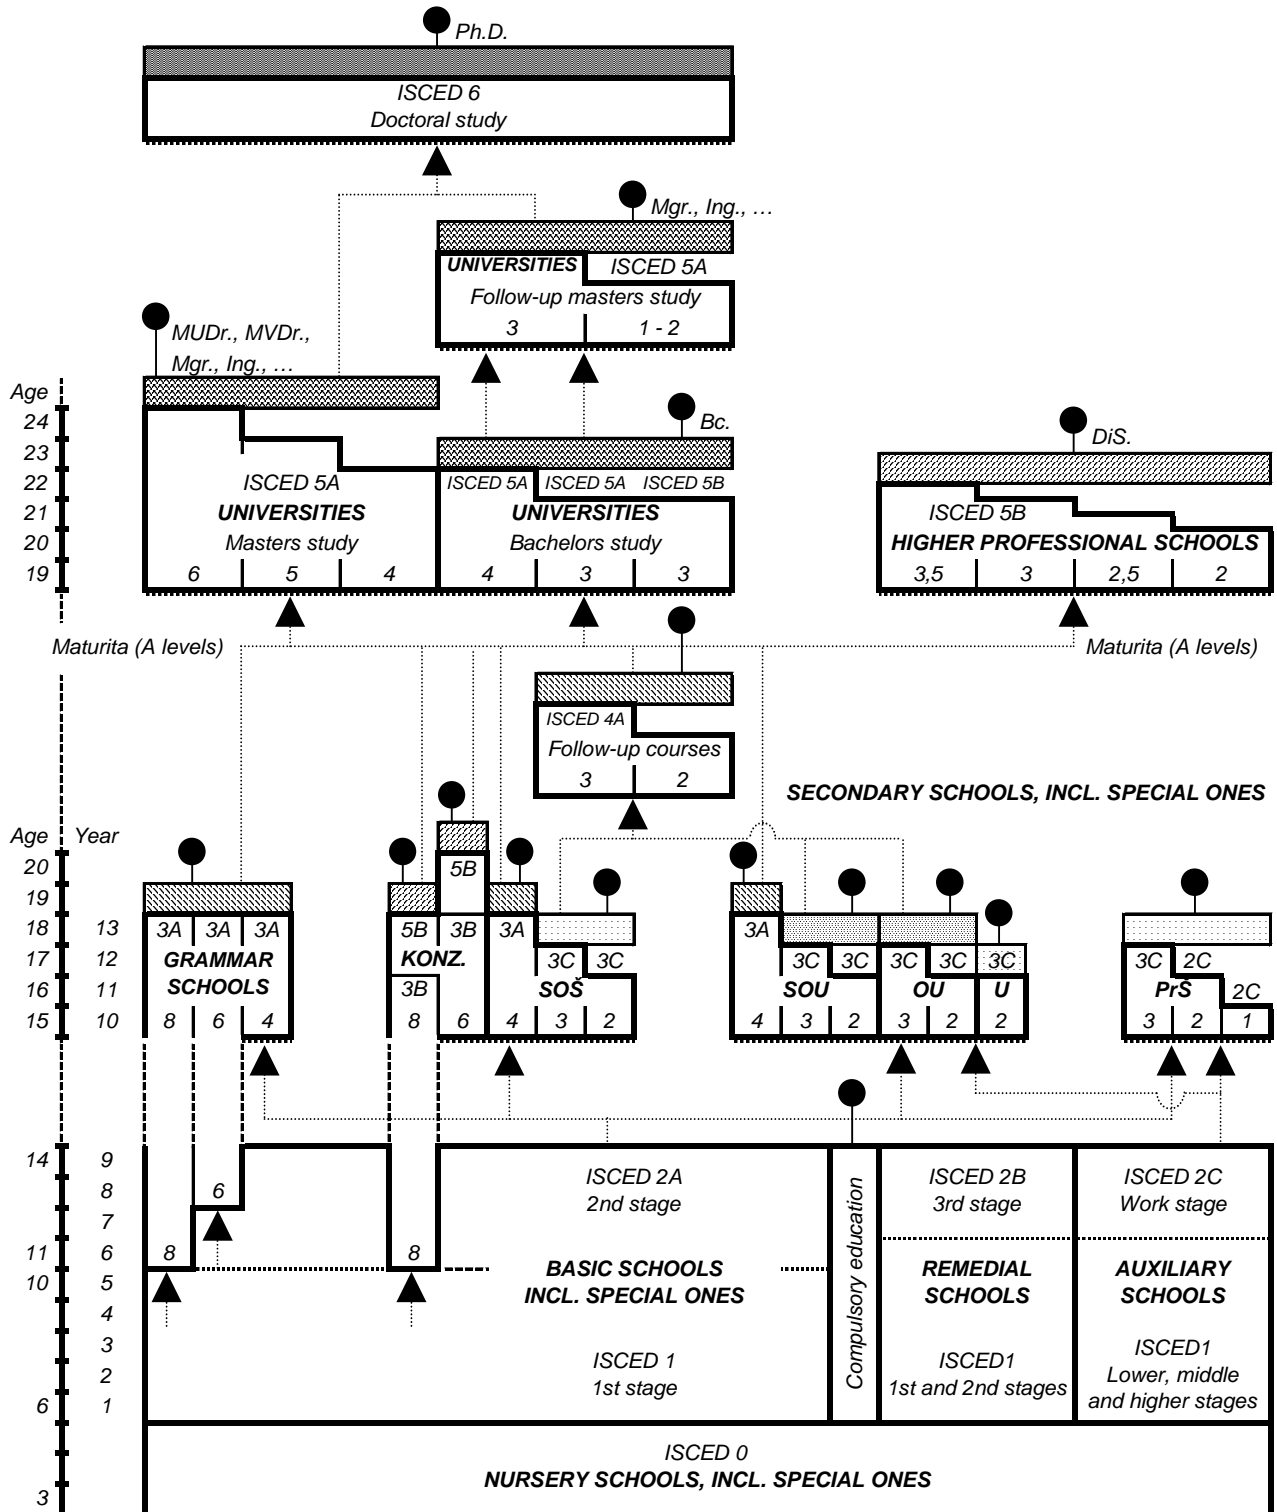 Ph.D.
ISCED 6
Doctoral study
Mgr., Ing., …
UNIVERSITIES ISCED 5A
Follow-up masters study
3 1 - 2
MUDr., MVDr.,
Mgr., Ing., …
Age
24
23
22
21
20
19
ISCED 5A
UNIVERSITIES
Masters study
6 5 4
Bc.
ISCED 5A ISCED 5A ISCED 5B
UNIVERSITIES
Bachelors study
4 3 3
DiS.
ISCED 5B
HIGHER PROFESSIONAL SCHOOLS
3,5 3 2,5 2
Maturita (A levels)
Maturita (A levels)
ISCED 4A
Follow-up courses
3 2
SECONDARY SCHOOLS, INCL. SPECIAL ONES
Age Year
20
19
18 13
17 12
16 11
15 10
3A 3A 3A
GRAMMAR
SCHOOLS
8 6 4
5B
5B 3B
KONZ.
3B
8 6
3A
3C 3C
SOŠ
4 3 2
3A
3C 3C
SOU
4 3 2
3C 3C
OU
3 2
3C
U
2
3C 2C
PrŠ
2C
3 2 1
14 9
8
7
11 6
10 5
4
3
2
6 1
3
6
8
8
ISCED 2A
2nd stage
BASIC SCHOOLS
INCL. SPECIAL ONES
ISCED 1
1st stage
Compulsory education
ISCED 2B
3rd stage
REMEDIAL
SCHOOLS
ISCED1
1st and 2nd stages
ISCED 2C
Work stage
AUXILIARY
SCHOOLS
ISCED1
Lower, middle
and higher stages
ISCED 0
NURSERY SCHOOLS, INCL. SPECIAL ONES